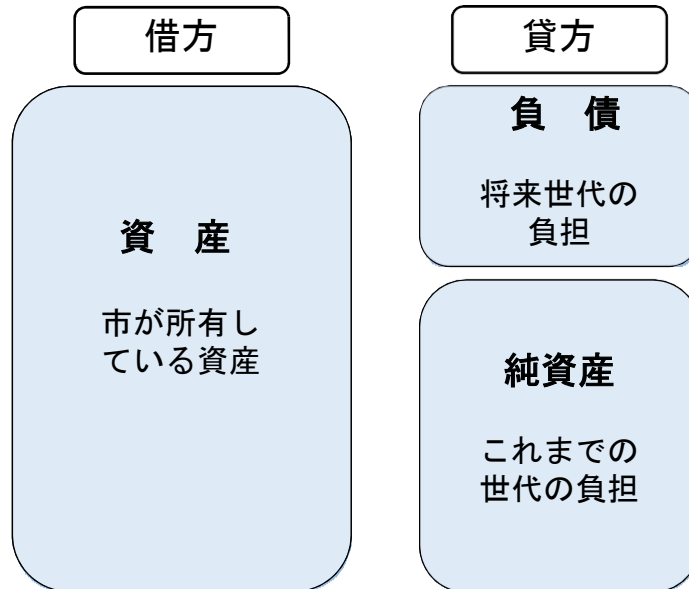 借方
資　産
市が所有し
ている資産
貸方
負　債
将来世代の
負担
純資産
これまでの
世代の負担